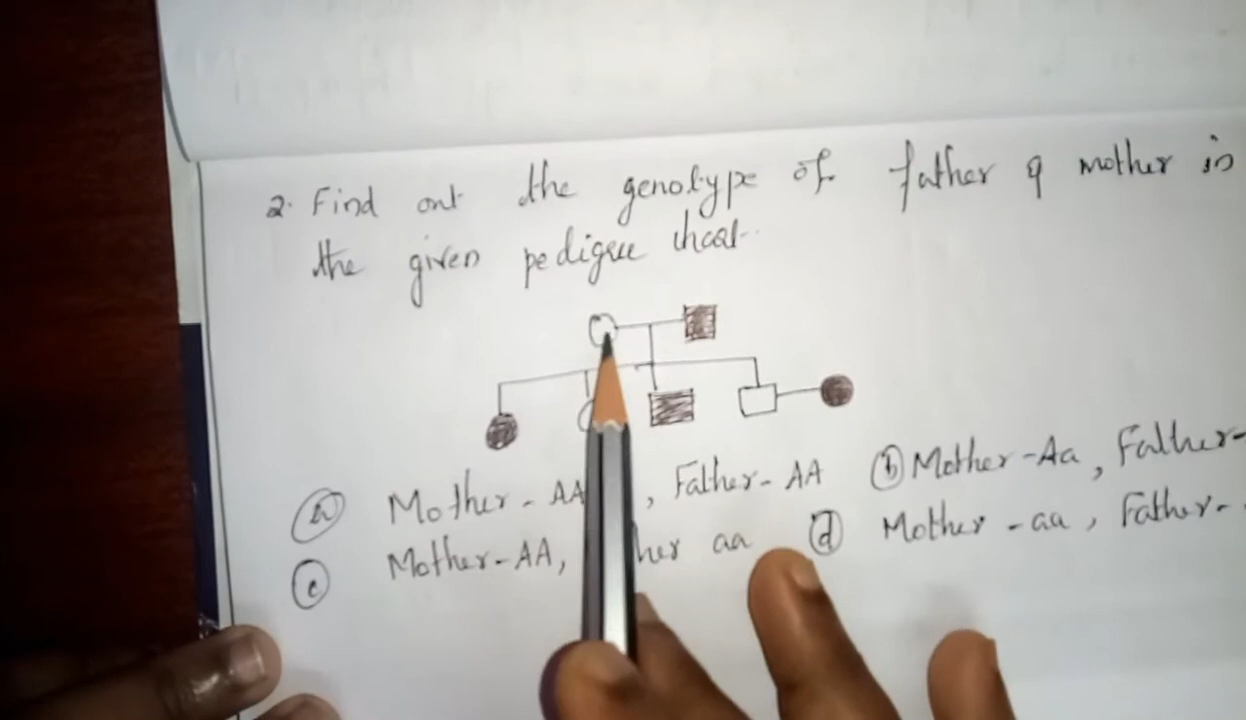 2. Find out the genotype of father & mother in
the given pedigree chart.
(a) Mother - AA , Father - AA (b) Mother - Aa , Father -
(c) Mother - AA, aa (d) Mother - aa , Father -